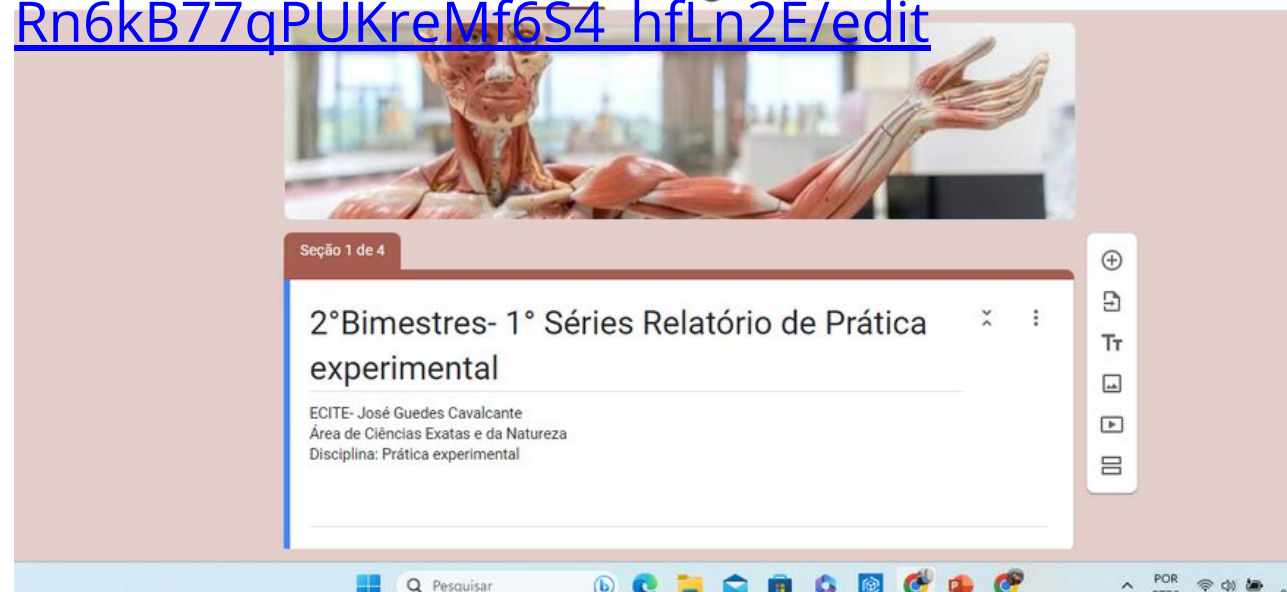 Rn6kB77qPUKreMf6S4_hfLn2E/edit
Seção 1 de 4
2°Bimestres- 1° Séries Relatório de Prática
experimental
ECITE- José Guedes Cavalcante
Área de Ciências Exatas e da Natureza
Disciplina: Prática experimental
Tт
Pesquisar
POR